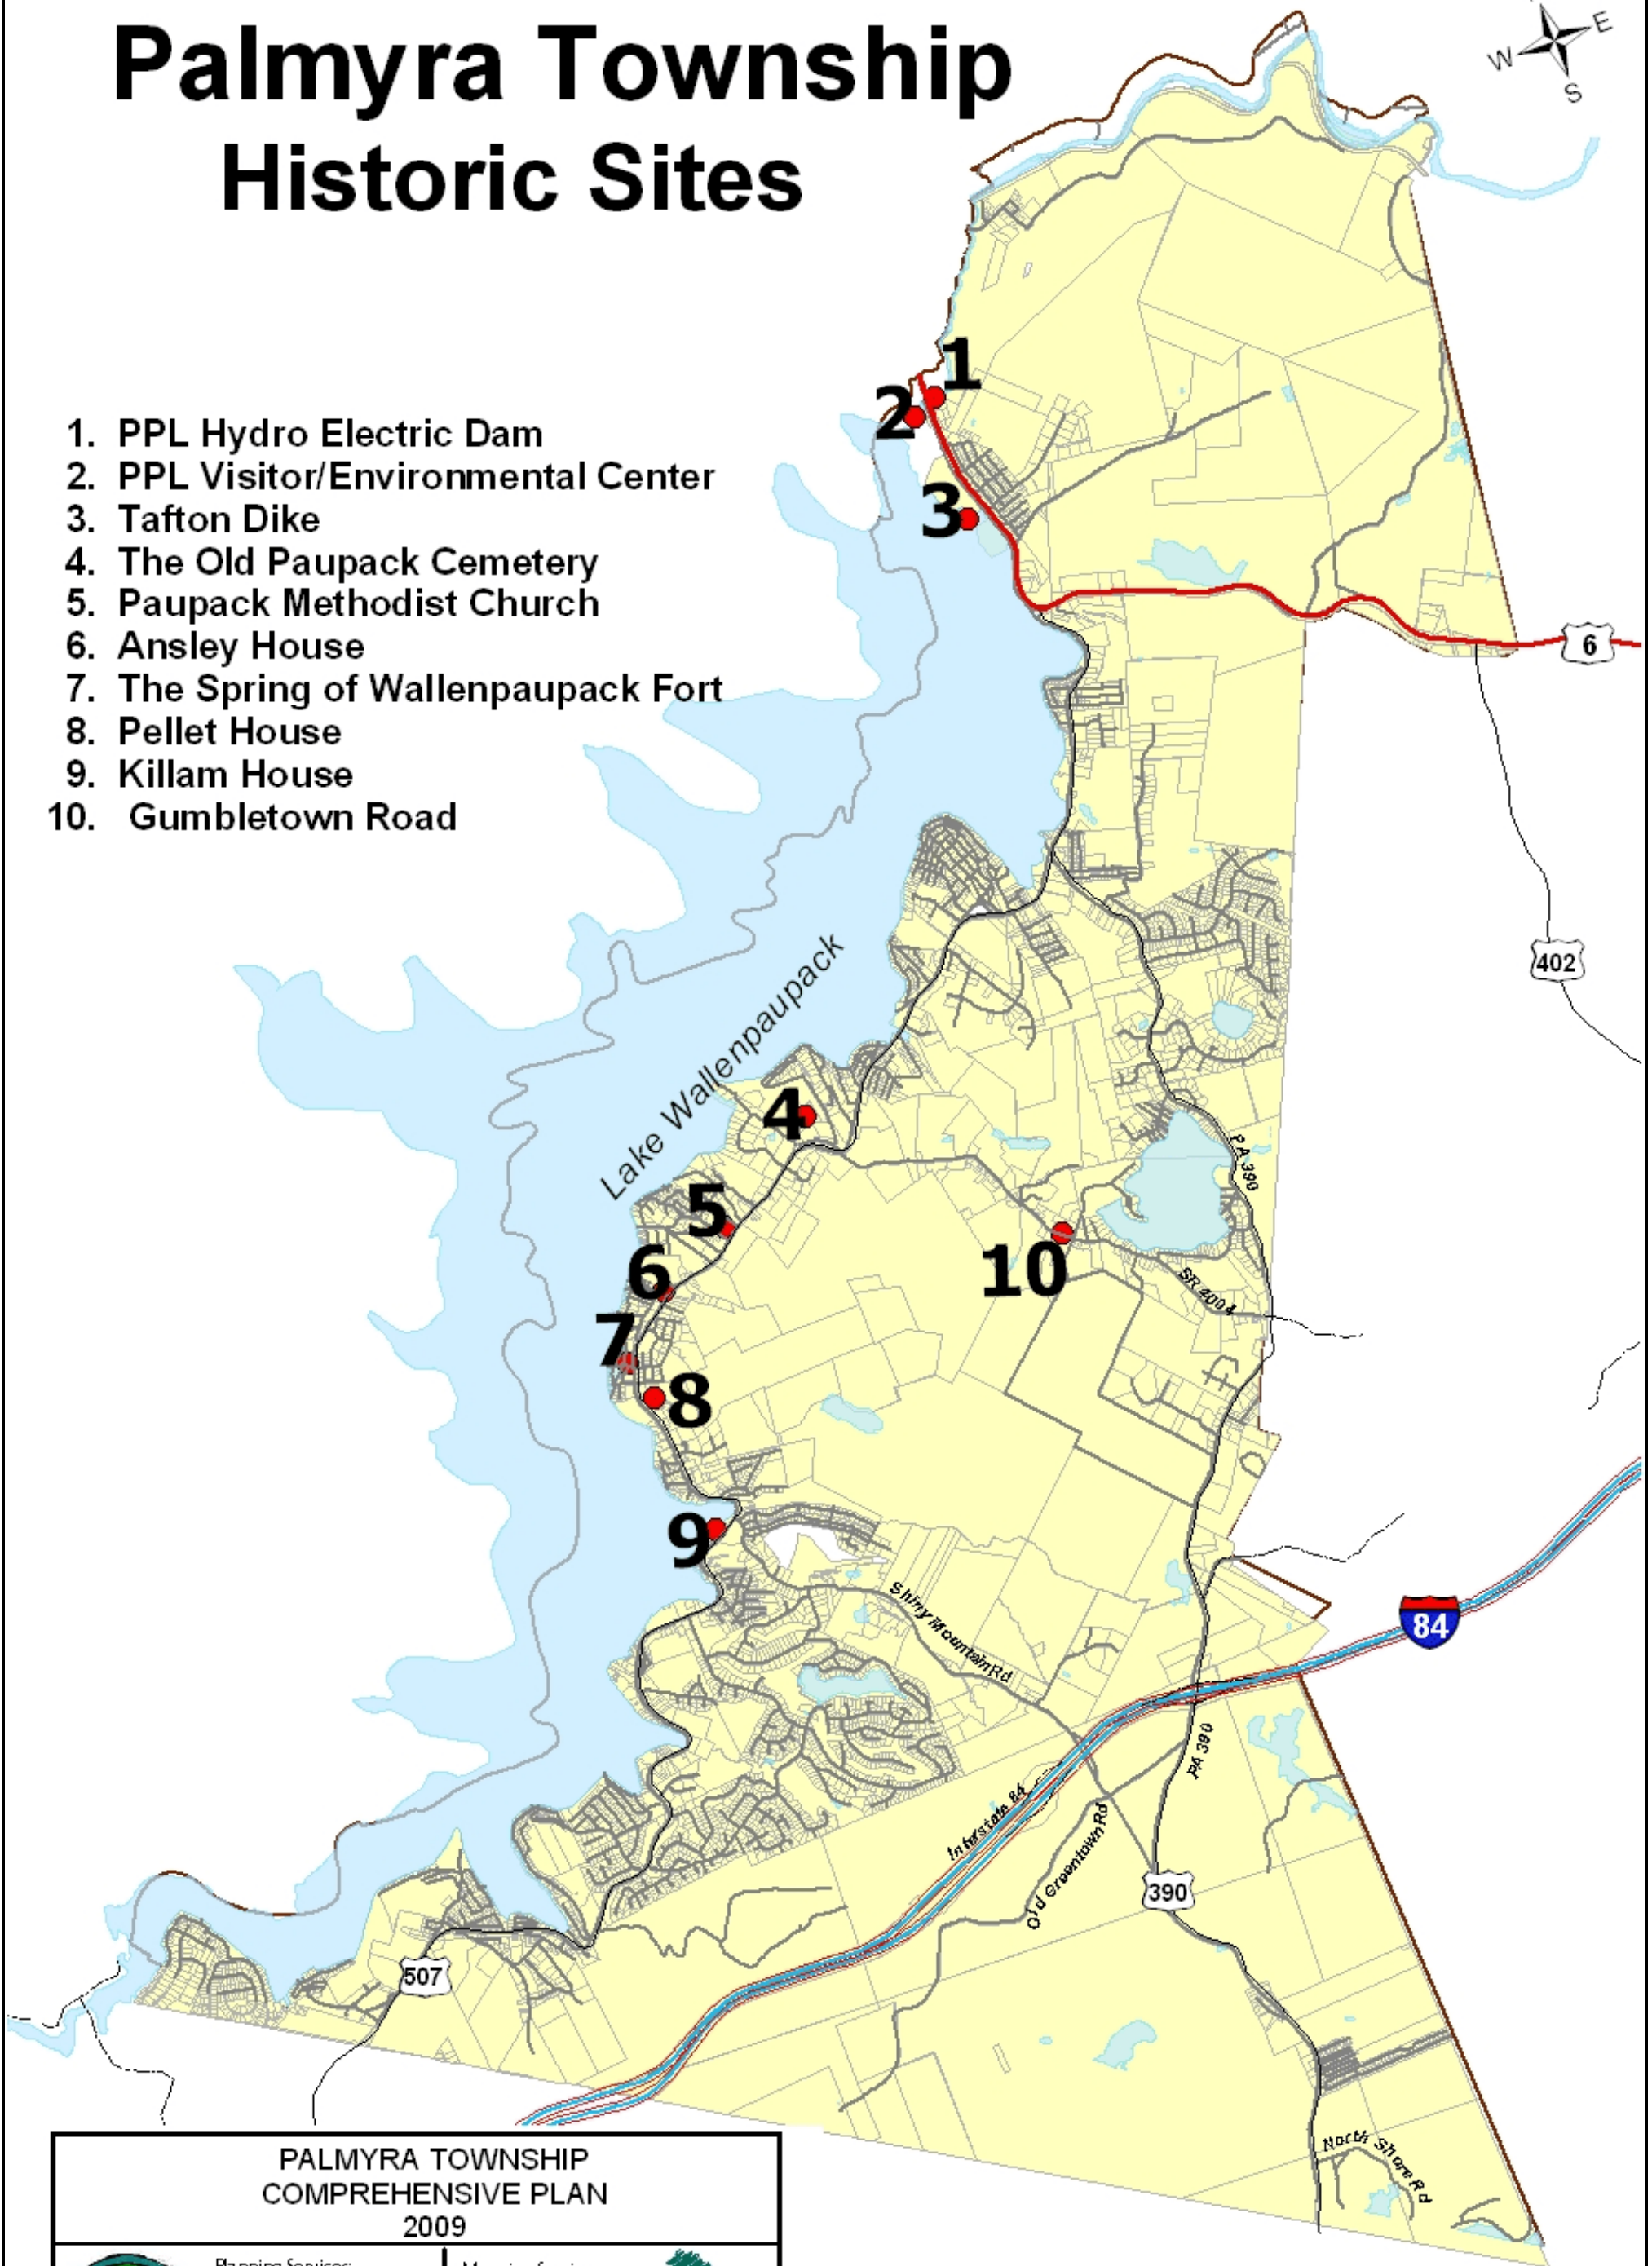 Palmyra Township
Historic Sites
W
E
S
1. PPL Hydro Electric Dam
2. PPL Visitor/Environmental Center
3. Tafton Dike
4. The Old Paupack Cemetery
5. Paupack Methodist Church
6. Ansley House
7. The Spring of Wallenpaupack Fort
8. Pellet House
9. Killam House
10. Gumbletown Road
1
2
3
6
402
Lake Wallenpaupack
4
PA 390
5
10
6
SR 4004
7
8
9
Shiny Mountain Rd
84
PA 390
Interstate 84
Old Greentown Rd
390
507
North Shore Rd
PALMYRA TOWNSHIP
COMPREHENSIVE PLAN
2009